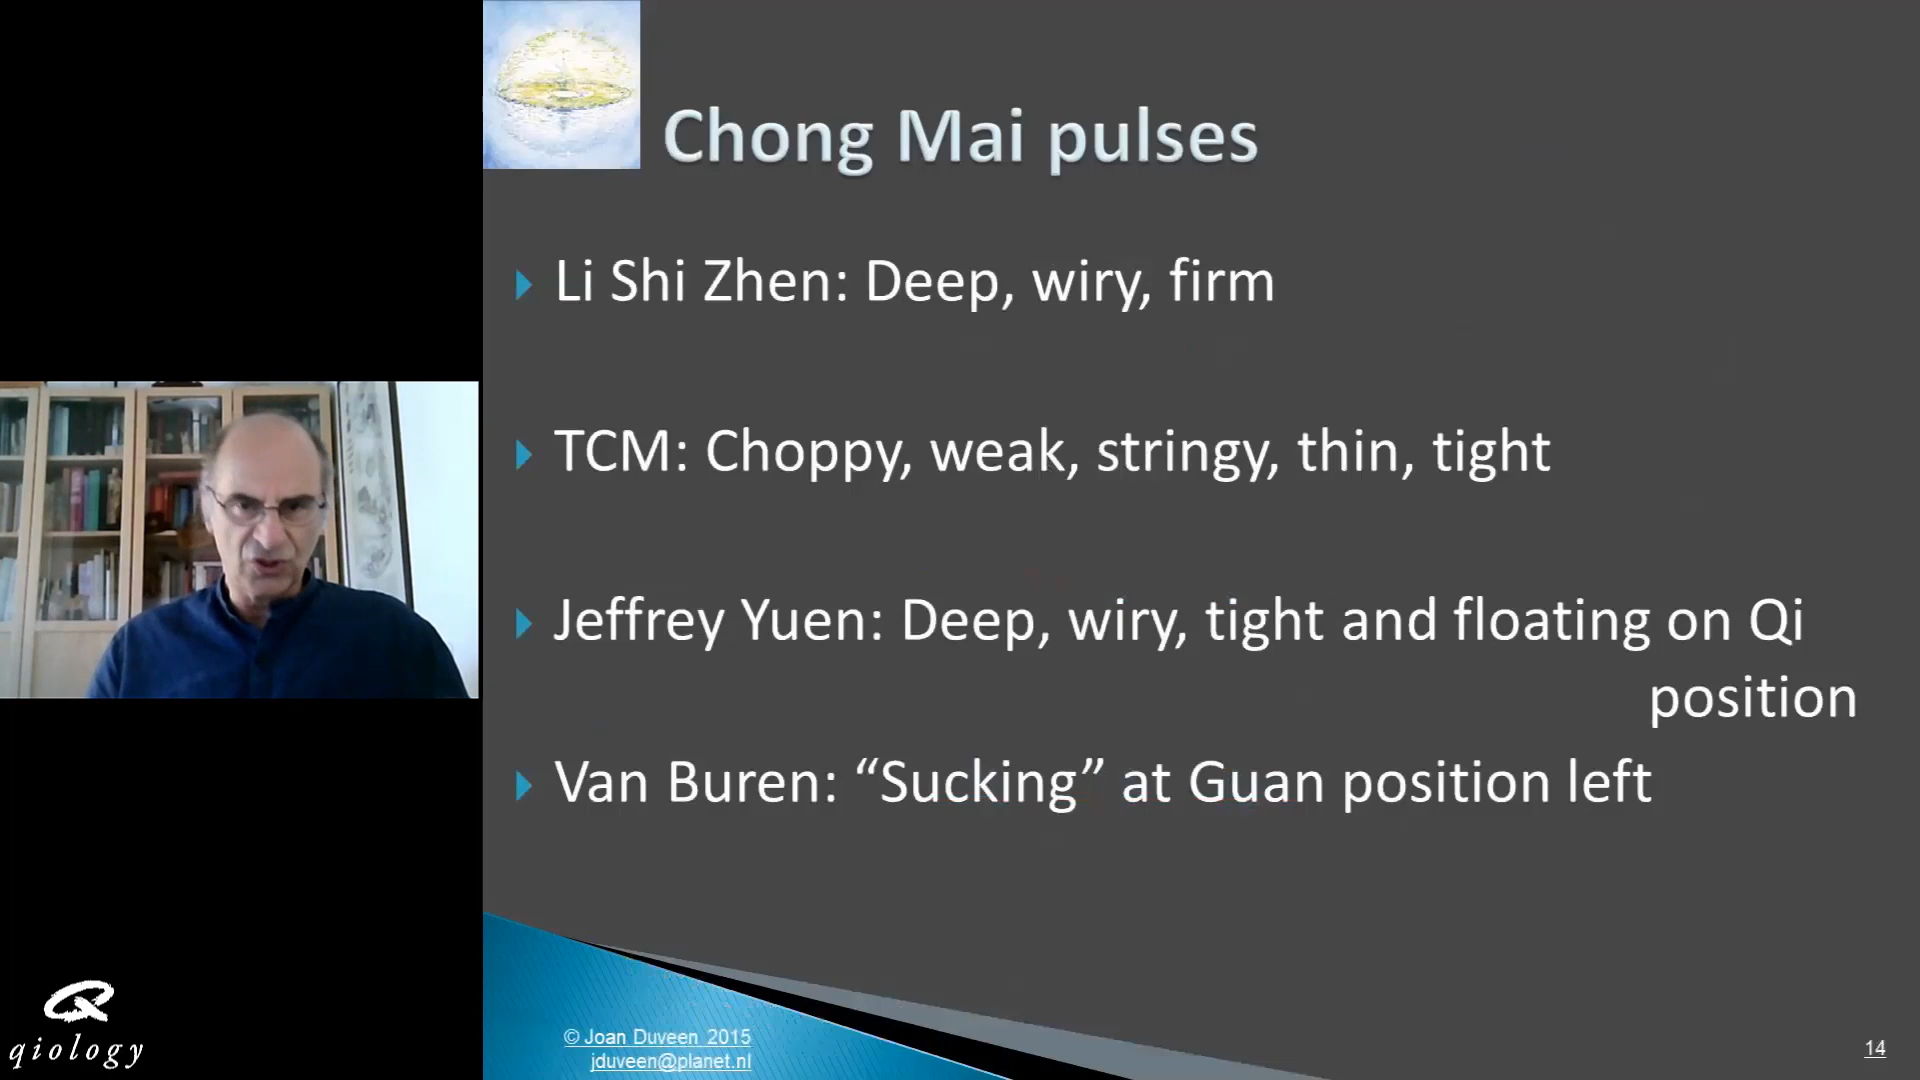 Chong Mai pulses
Li Shi Zhen: Deep, wiry, firm
TCM: Choppy, weak, stringy, thin, tight
Jeffrey Yuen: Deep, wiry, tight and floating on Qi
position
Van Buren: “Sucking” at Guan position left
© Joan Duveen 2015
jduveen@planet.nl
14
qiology